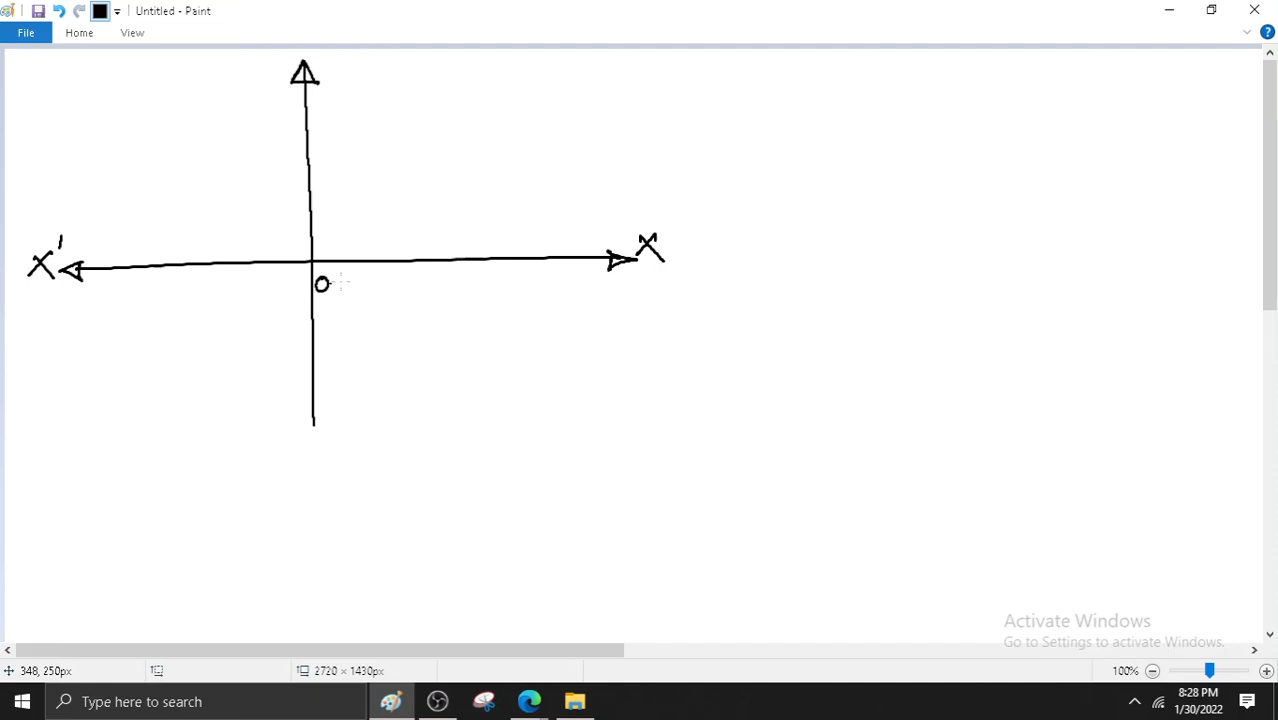 Untitled - Paint
File Home View
X'
X
O
Activate Windows
Go to Settings to activate Windows.
348, 250px
2720 × 1430px
100%
Type here to search
8:28 PM
1/30/2022